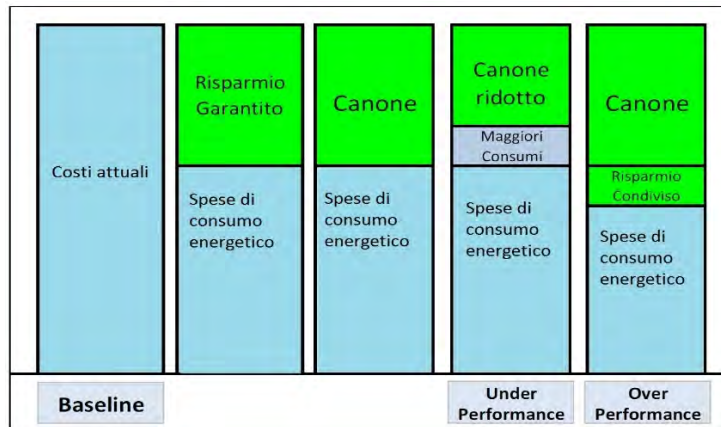 Costi attuali
Risparmio
Garantito
Spese di
consumo
energetico
Canone
Spese di
consumo
energetico
Canone
ridotto
Maggiori
Consumi
Spese di
consumo
energetico
Canone
Risparmio
Condiviso
Spese di
consumo
energetico
Baseline
Under
Performance
Over
Performance